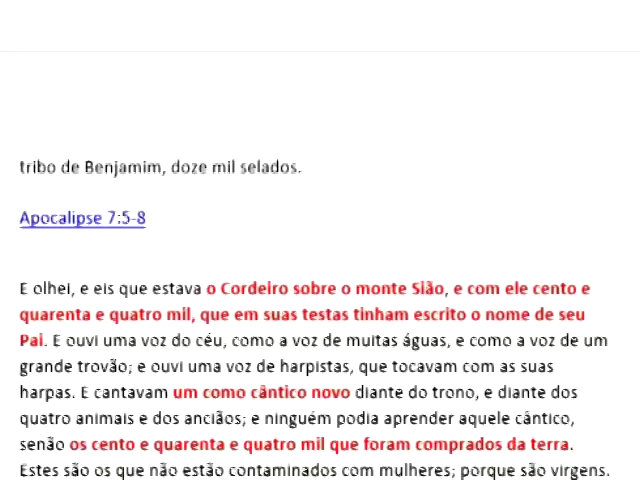 tribo de Benjamim, doze mil selados.
Apocalipse 7:5-8
E olhei, e eis que estava o Cordeiro sobre o monte Sião, e com ele cento e
quarenta e quatro mil, que em suas testas tinham escrito o nome de seu
Pai. E ouvi uma voz do céu, como a voz de muitas águas, e como a voz de um
grande trovão; e ouvi uma voz de harpistas, que tocavam com as suas
harpas. E cantavam um como cântico novo diante do trono, e diante dos
quatro animais e dos anciãos; e ninguém podia aprender aquele cântico,
senão os cento e quarenta e quatro mil que foram comprados da terra.
Estes são os que não estão contaminados com mulheres; porque são virgens.